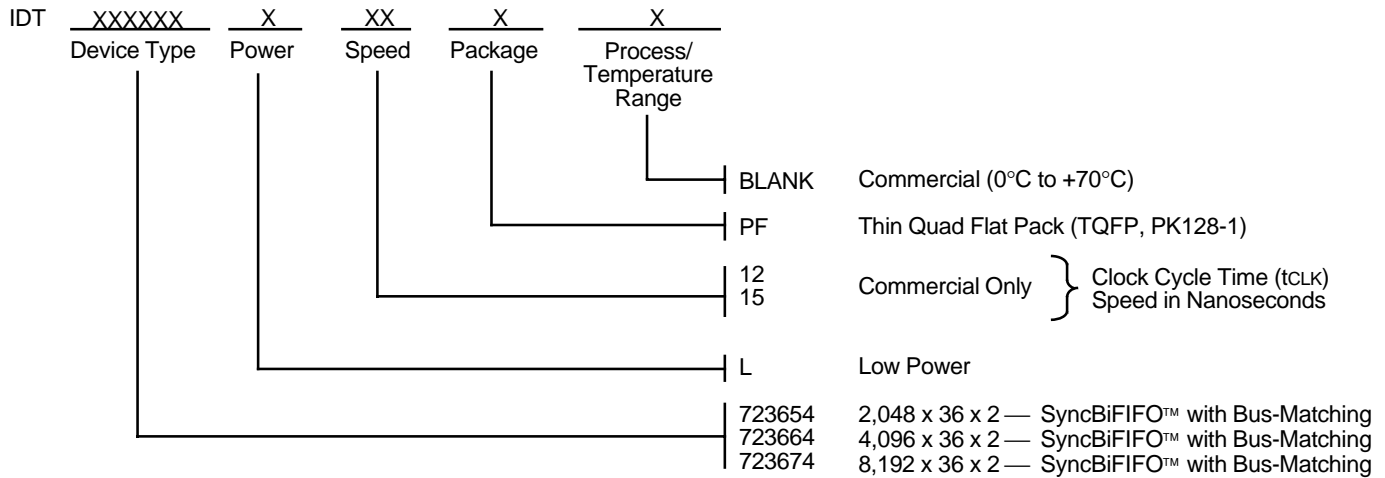 IDT XXXXXX X XX X X
Device Type Power Speed Package Process/
Temperature
Range
BLANK Commercial (0°C to +70°C)
PF Thin Quad Flat Pack (TQFP, PK128-1)
12
15
Commercial Only
Clock Cycle Time (tCLK)
Speed in Nanoseconds
L Low Power
723654 2,048 x 36 x 2 — SyncBiFIFO™ with Bus-Matching
723664 4,096 x 36 x 2 — SyncBiFIFO™ with Bus-Matching
723674 8,192 x 36 x 2 — SyncBiFIFO™ with Bus-Matching